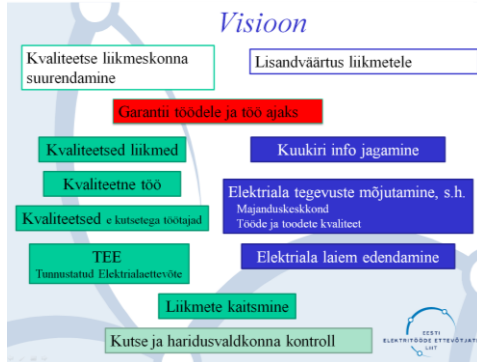 Visioon
Kvaliteetse liikmeskonna
suurendamine
Lisandväärtus liikmetele
Garantii töödele ja töö ajaks
Kvaliteetsed liikmed
Kuukiri info jagamine
Kvaliteetne töö
Elektriala tegevuste mõjutamine, s.h.
Majanduskeskkond
Tööde ja toodete kvaliteet
Kvaliteetsed e kutsetega töötajad
TEE
Tunnustatud Elektrialaettevõte
Elektriala laiem edendamine
Liikmete kaitsmine
Kutse ja haridusvaldkonna kontroll
EESTI
ELEKTRITÖÖDE ETTEVÕTJATE
LIIT